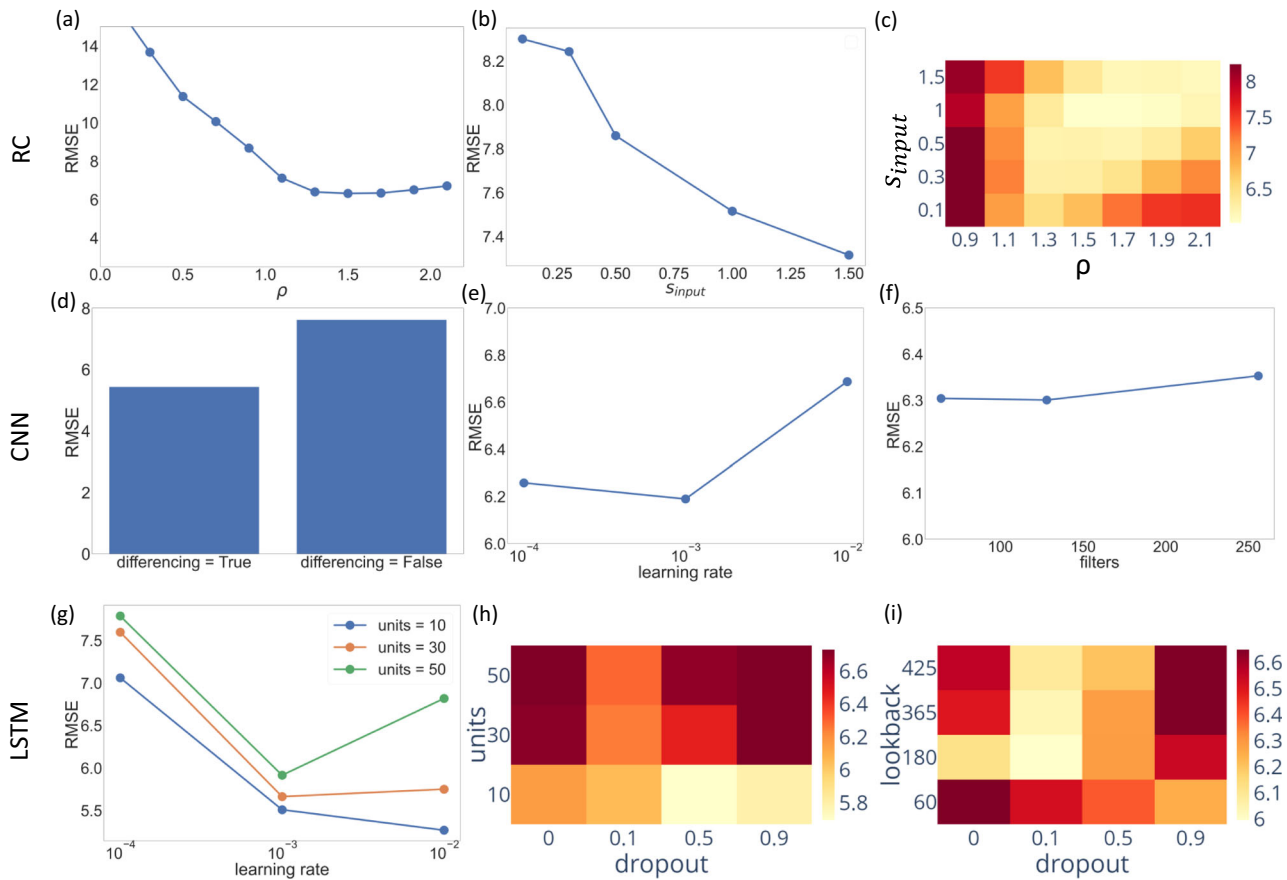 (a)
14
12
10
8
6
4
RMSE
0.0
0.5
1.0
1.5
2.0
ρ
RC
(b)
8.2
8.0
7.8
7.6
7.4
RMSE
0.25
0.50
0.75
1.00
1.25
1.50
s_input
(c)
1.5
1
0.5
0.3
0.1
s_input
0.9
1.1
1.3
1.5
1.7
1.9
2.1
ρ
8
7.5
7
6.5
(d)
8
6
4
2
0
RMSE
differencing = True
differencing = False
CNN
(e)
7.0
6.8
6.6
6.4
6.2
6.0
RMSE
10⁻⁴
10⁻³
10⁻²
learning rate
(f)
6.5
6.4
6.3
6.2
6.1
6.0
RMSE
100
150
200
250
filters
(g)
7.5
7.0
6.5
6.0
5.5
RMSE
units = 10
units = 30
units = 50
10⁻⁴
10⁻³
10⁻²
learning rate
LSTM
(h)
50
30
10
units
0
0.1
0.5
0.9
dropout
6.6
6.4
6.2
6
5.8
(i)
425
365
180
60
lookback
0
0.1
0.5
0.9
dropout
6.6
6.5
6.4
6.3
6.2
6.1
6